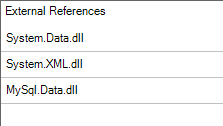 External References
System.Data.dll
System.XML.dll
MySql.Data.dll